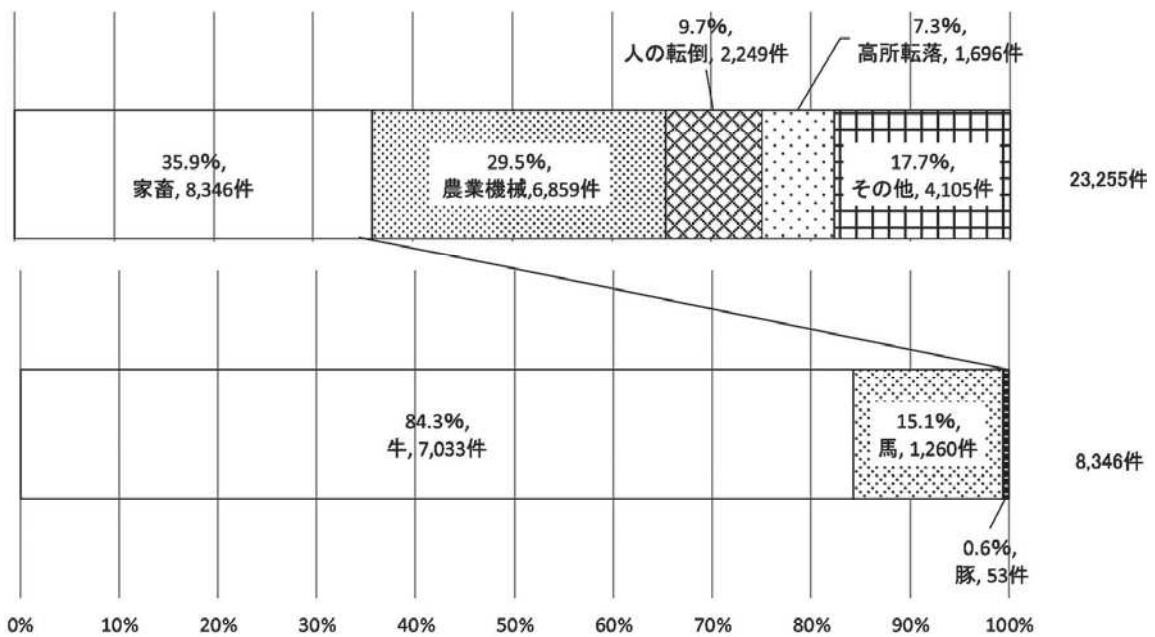 9.7%,
人の転倒, 2,249件
7.3%,
高所転落, 1,696件
35.9%,
家畜, 8,346件
29.5%,
農業機械,6,859件
17.7%,
その他, 4,105件
23,255件
84.3%,
牛, 7,033件
15.1%,
馬, 1,260件
8,346件
0.6%,
豚, 53件
0% 10% 20% 30% 40% 50% 60% 70% 80% 90% 100%